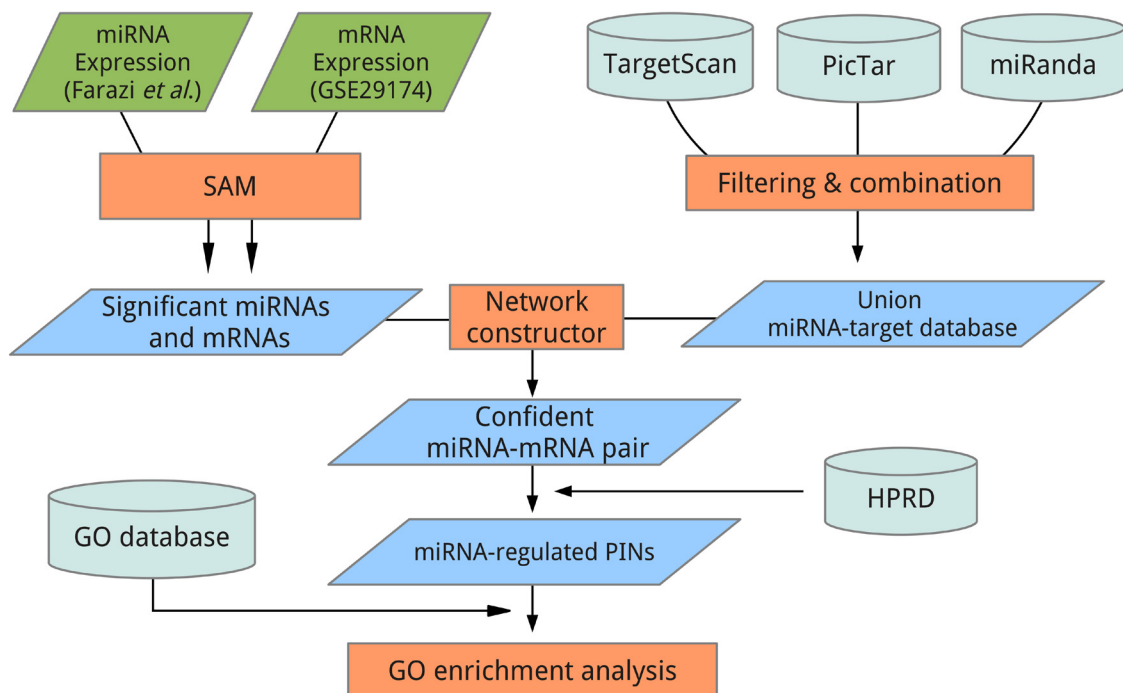 miRNA
Expression
(Farazi et al.)
mRNA
Expression
(GSE29174)
TargetScan
PicTar
miRanda
SAM
Filtering & combination
Significant miRNAs
and mRNAs
Network
constructor
Union
miRNA-target database
Confident
miRNA-mRNA pair
HPRD
GO database
miRNA-regulated PINs
GO enrichment analysis